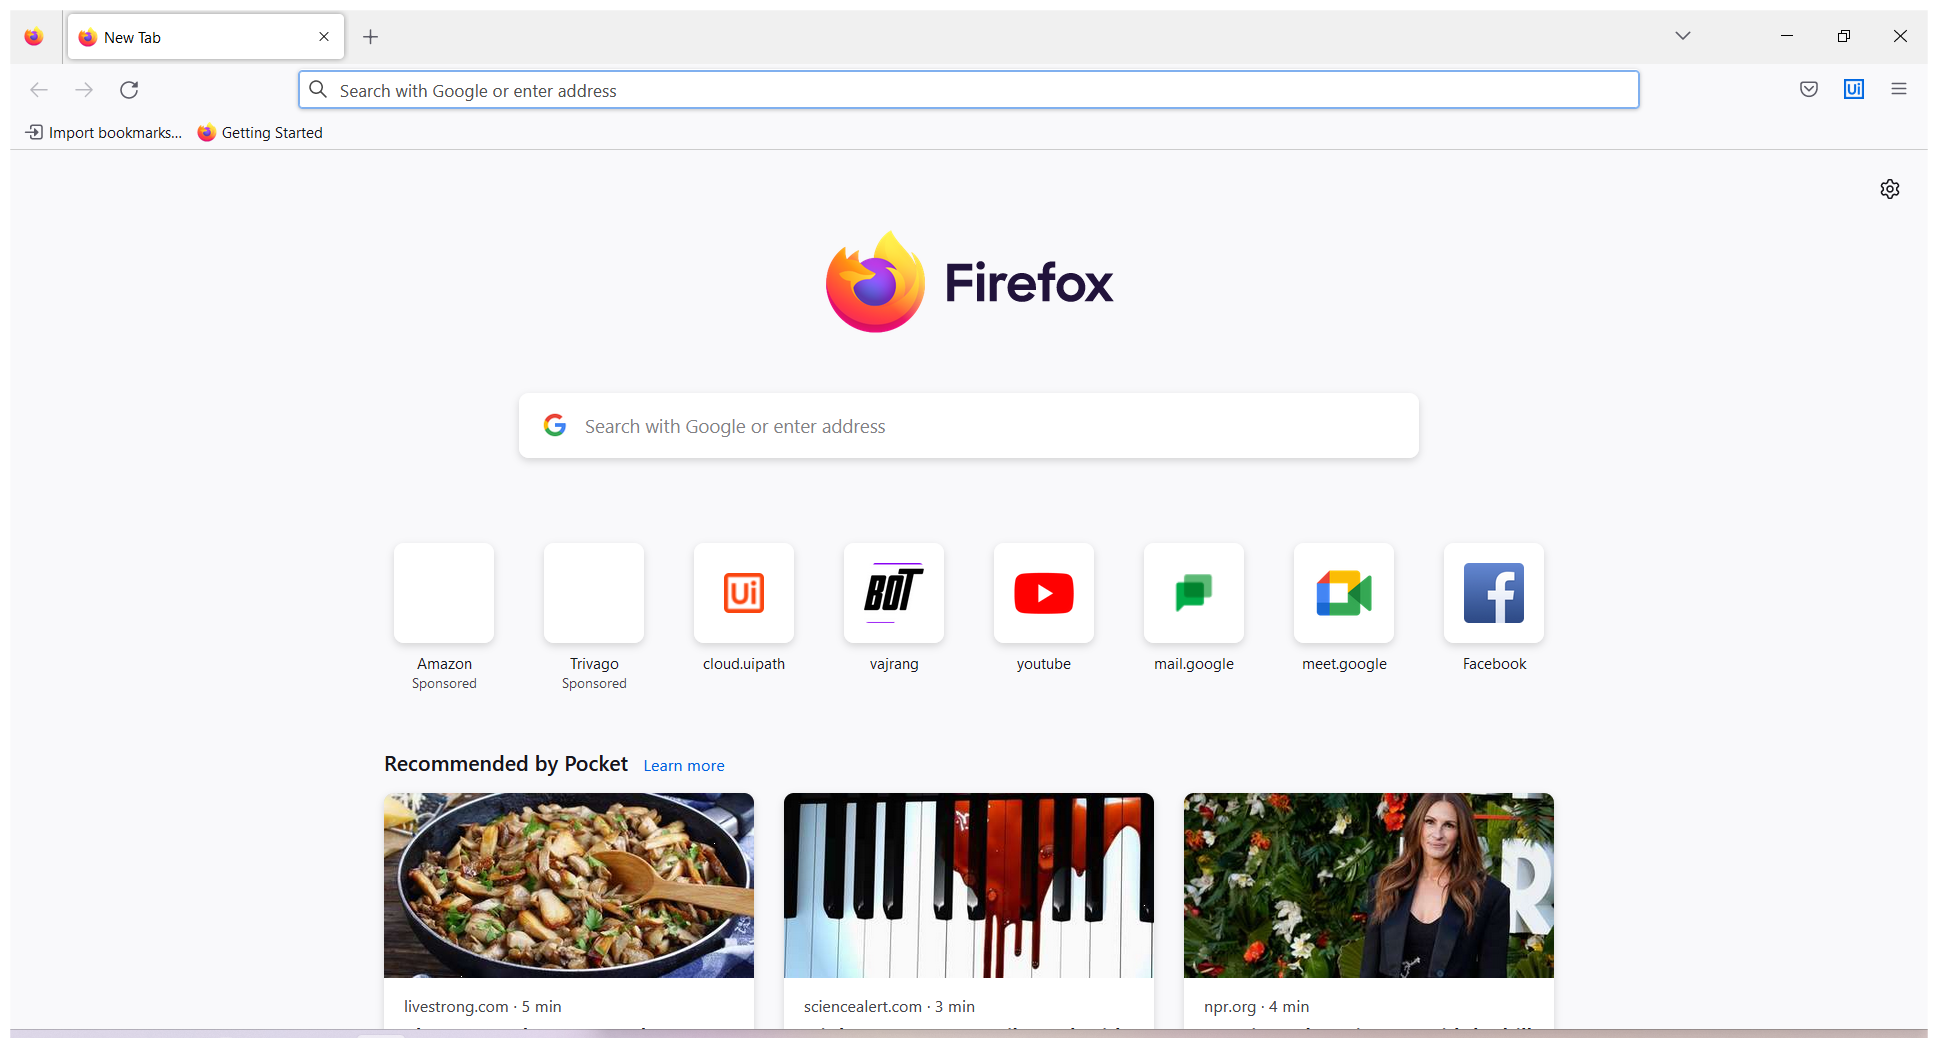 New Tab
Search with Google or enter address
Ui
Import bookmarks...
Getting Started
Firefox
Search with Google or enter address
Ui
BOT
f
Amazon
Sponsored
Trivago
Sponsored
cloud.uipath
vajrang
youtube
mail.google
meet.google
Facebook
Recommended by Pocket
Learn more
R
livestrong.com · 5 min
sciencealert.com · 3 min
npr.org · 4 min